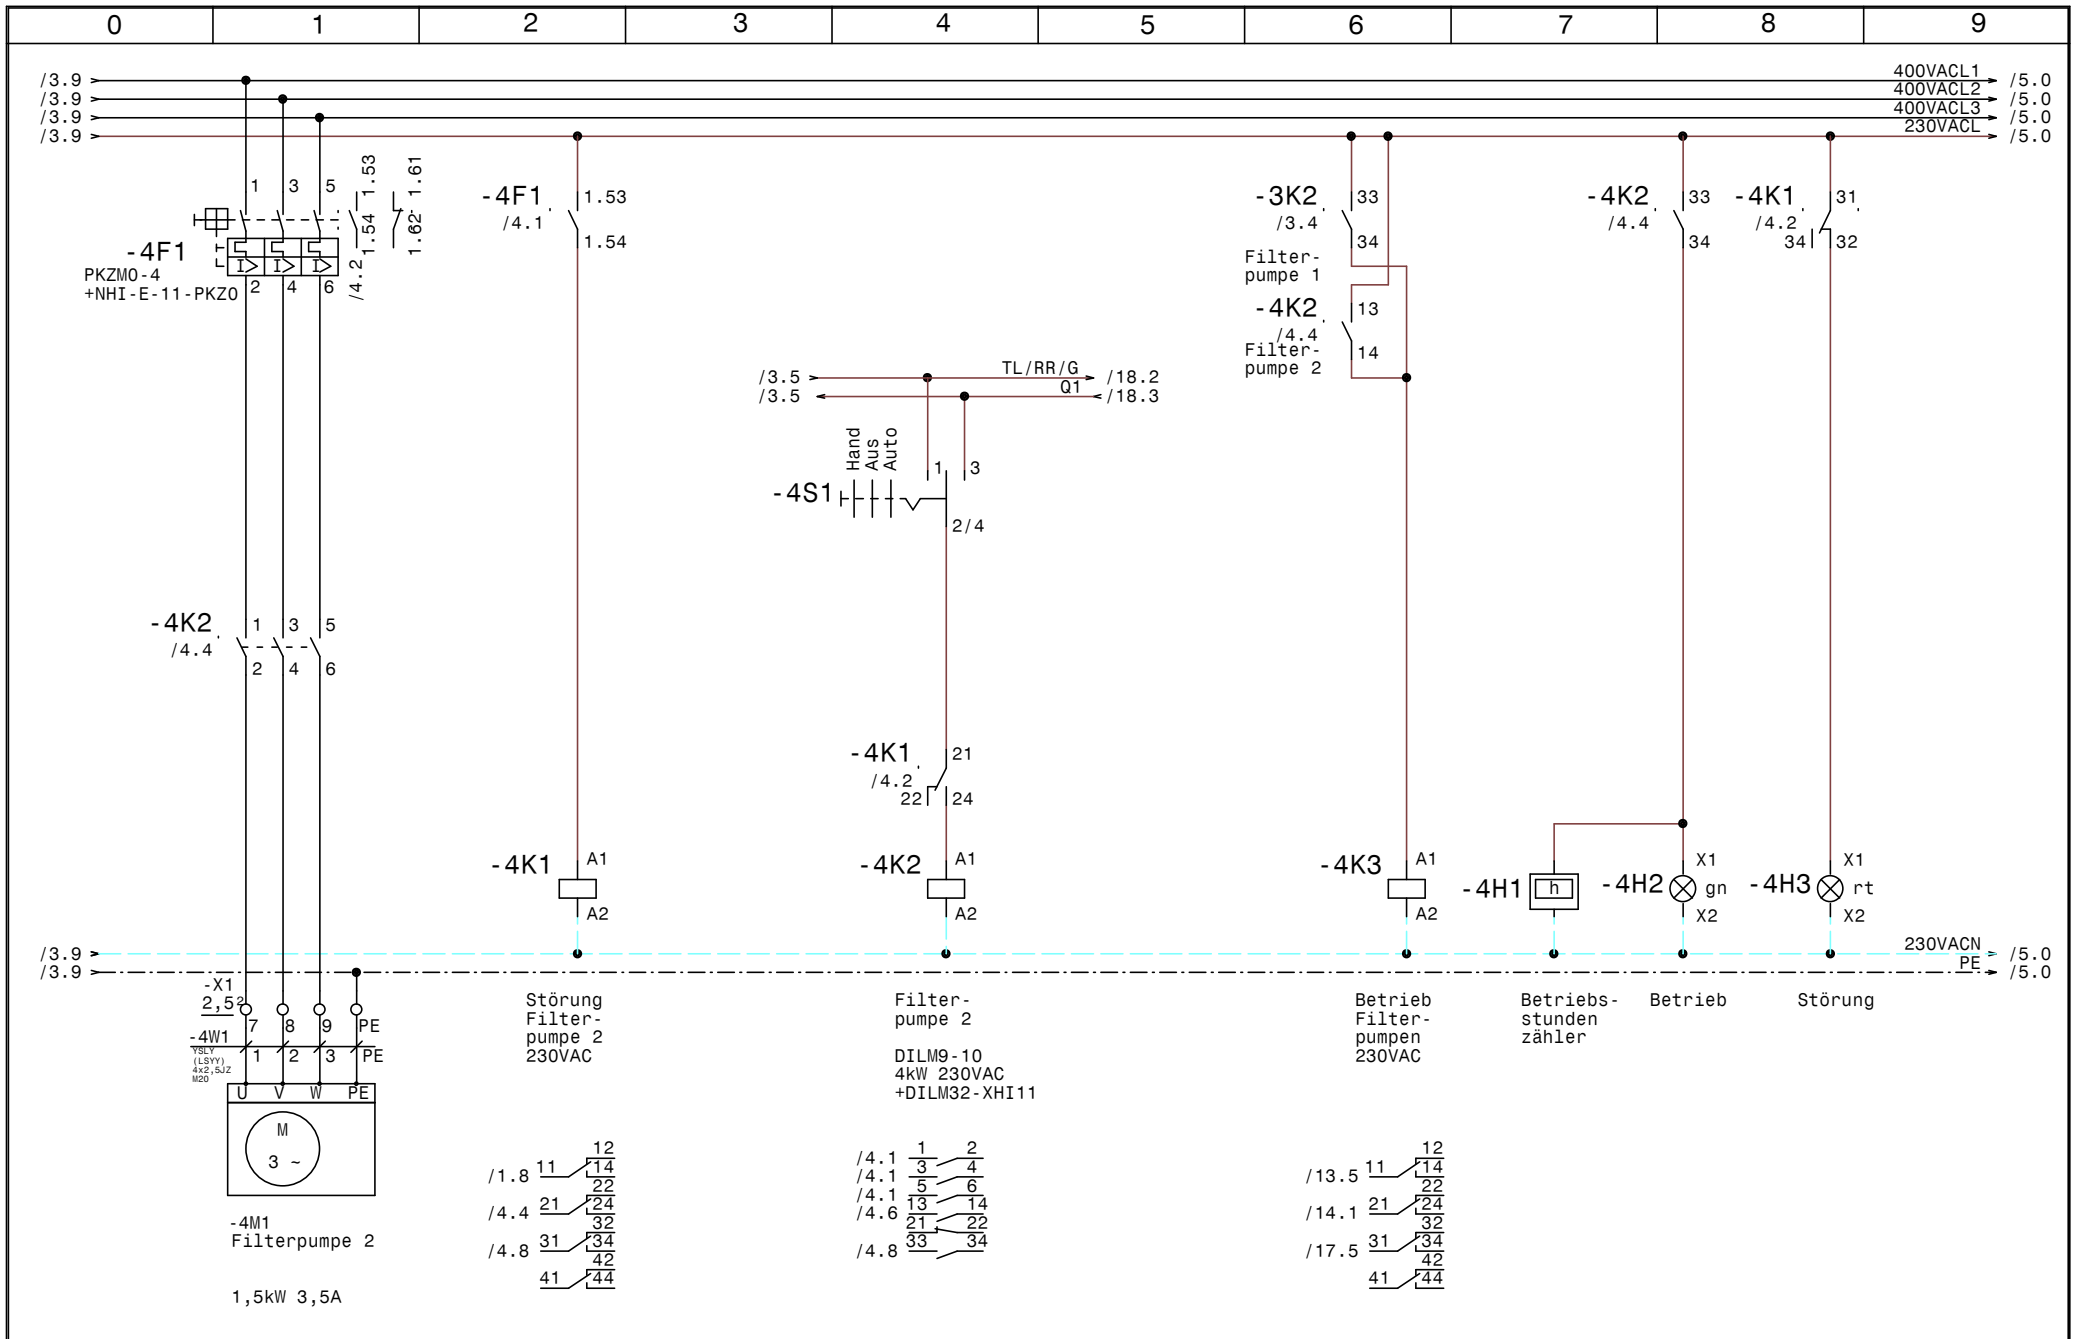 0 1 2 3 4 5 6 7 8 9
/3.9 400VACL1 /5.0
/3.9 400VACL2 /5.0
/3.9 400VACL3 /5.0
/3.9 230VACL /5.0
-4F1
PKZM0-4
+NHI-E-11-PKZ0
1 3 5
2 4 6
1.53
1.54
/4.2
1.61
1.62
I> I> I>
-4K2
/4.4
1 3 5
2 4 6
-4F1
/4.1
1.53
1.54
/3.5 TL/RR/G /18.2
/3.5 Q1 /18.3
Hand
Aus
Auto
-4S1
1 3
2/4
-4K1
/4.2
21
22 24
-3K2
/3.4
33
34
Filter-
pumpe 1
-4K2
/4.4
13
14
Filter-
pumpe 2
-4K2
/4.4
33
34
-4K1
/4.2
31
34 32
-4K1 A1
A2
-4K2 A1
A2
-4K3 A1
A2
-4H1 h
-4H2 X1
gn
X2
-4H3 X1
rt
X2
/3.9 230VACN /5.0
/3.9 PE /5.0
-X1
2,5²
7 8 9 PE
-4W1
YSLY
(LSYY)
4x2,5JZ
M20
1 2 3 PE
U V W PE
M
3 ~
-4M1
Filterpumpe 2
1,5kW 3,5A
Störung
Filter-
pumpe 2
230VAC
Filter-
pumpe 2
DILM9-10
4kW 230VAC
+DILM32-XHI11
Betrieb
Filter-
pumpen
230VAC
Betriebs-
stunden
zähler
Betrieb
Störung
12
/1.8 11 14
22
/4.4 21 24
32
/4.8 31 34
42
41 44
/4.1 1 2
/4.1 3 4
/4.1 5 6
/4.6 13 14
21 22
/4.8 33 34
12
/13.5 11 14
22
/14.1 21 24
32
/17.5 31 34
42
41 44